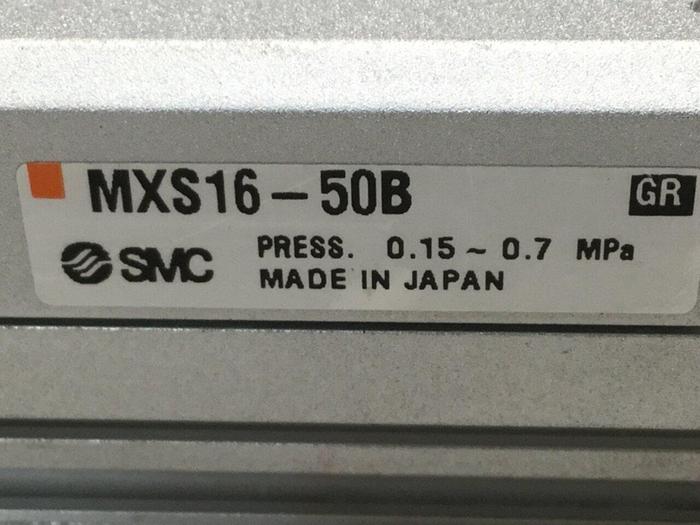 MXS16-50B GR
SMC
PRESS. 0.15~0.7 MPa
MADE IN JAPAN